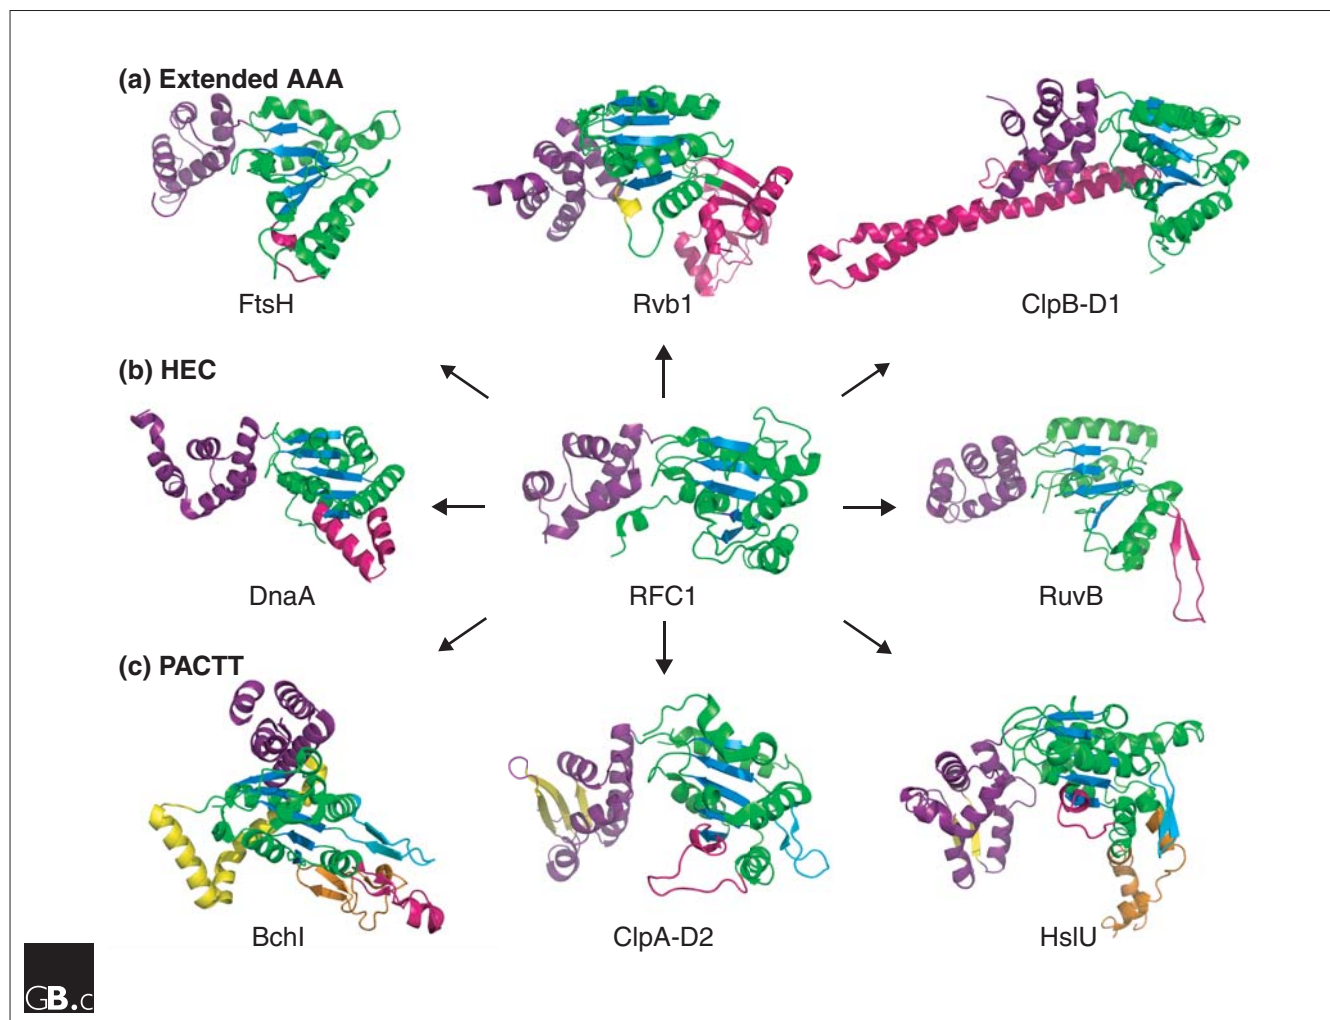 (a) Extended AAA
FtsH
Rvb1
ClpB-D1
(b) HEC
DnaA
RFC1
RuvB
(c) PACTT
BchI
ClpA-D2
HslU
GB.c